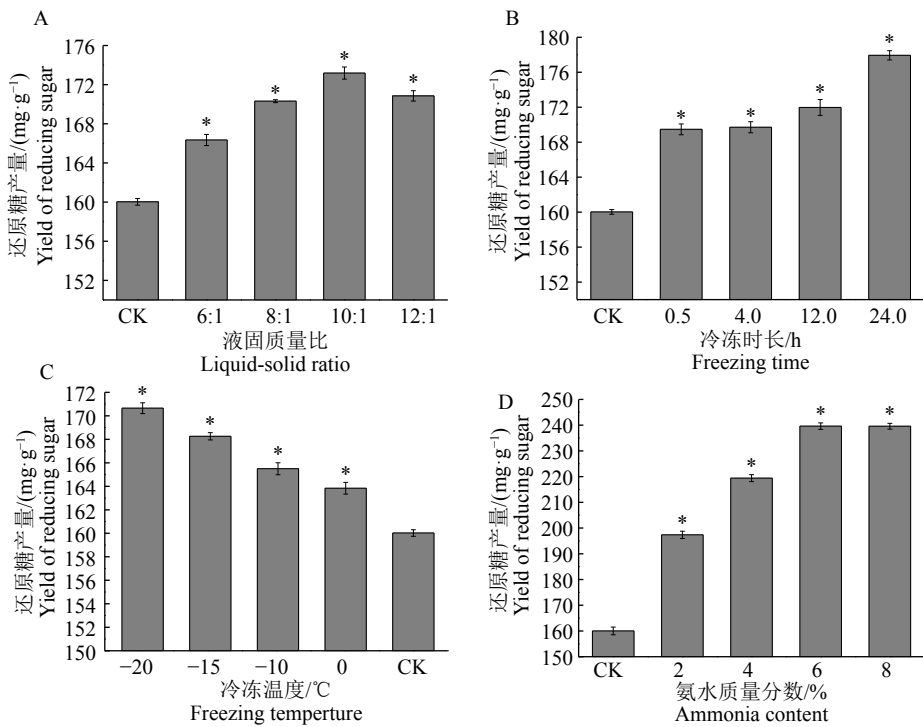 A
还原糖产量/(mg·g⁻¹)
Yield of reducing sugar
176
172
168
164
160
156
152
*
*
*
*
CK
6:1
8:1
10:1
12:1
液固质量比
Liquid-solid ratio
B
还原糖产量/(mg·g⁻¹)
Yield of reducing sugar
180
176
172
168
164
160
156
152
*
*
*
*
CK
0.5
4.0
12.0
24.0
冷冻时长/h
Freezing time
C
还原糖产量/(mg·g⁻¹)
Yield of reducing sugar
172
170
168
166
164
162
160
158
156
154
152
150
*
*
*
*
−20
−15
−10
0
CK
冷冻温度/℃
Freezing temperture
D
还原糖产量/(mg·g⁻¹)
Yield of reducing sugar
250
240
230
220
210
200
190
180
170
160
150
*
*
*
*
CK
2
4
6
8
氨水质量分数/%
Ammonia content